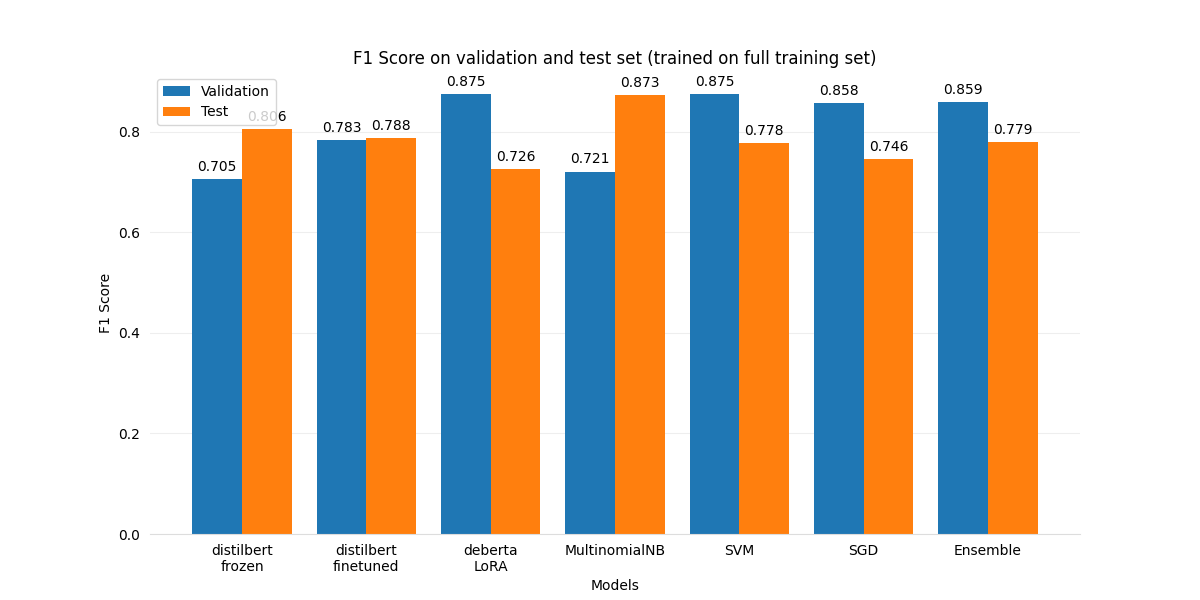 F1 Score on validation and test set (trained on full training set)
Validation
Test
0.705
0.806
0.783
0.788
0.875
0.726
0.721
0.873
0.875
0.778
0.858
0.746
0.859
0.779
0.8
0.6
0.4
0.2
0.0
F1 Score
distilbert
frozen
distilbert
finetuned
deberta
LoRA
MultinomialNB
SVM
SGD
Ensemble
Models